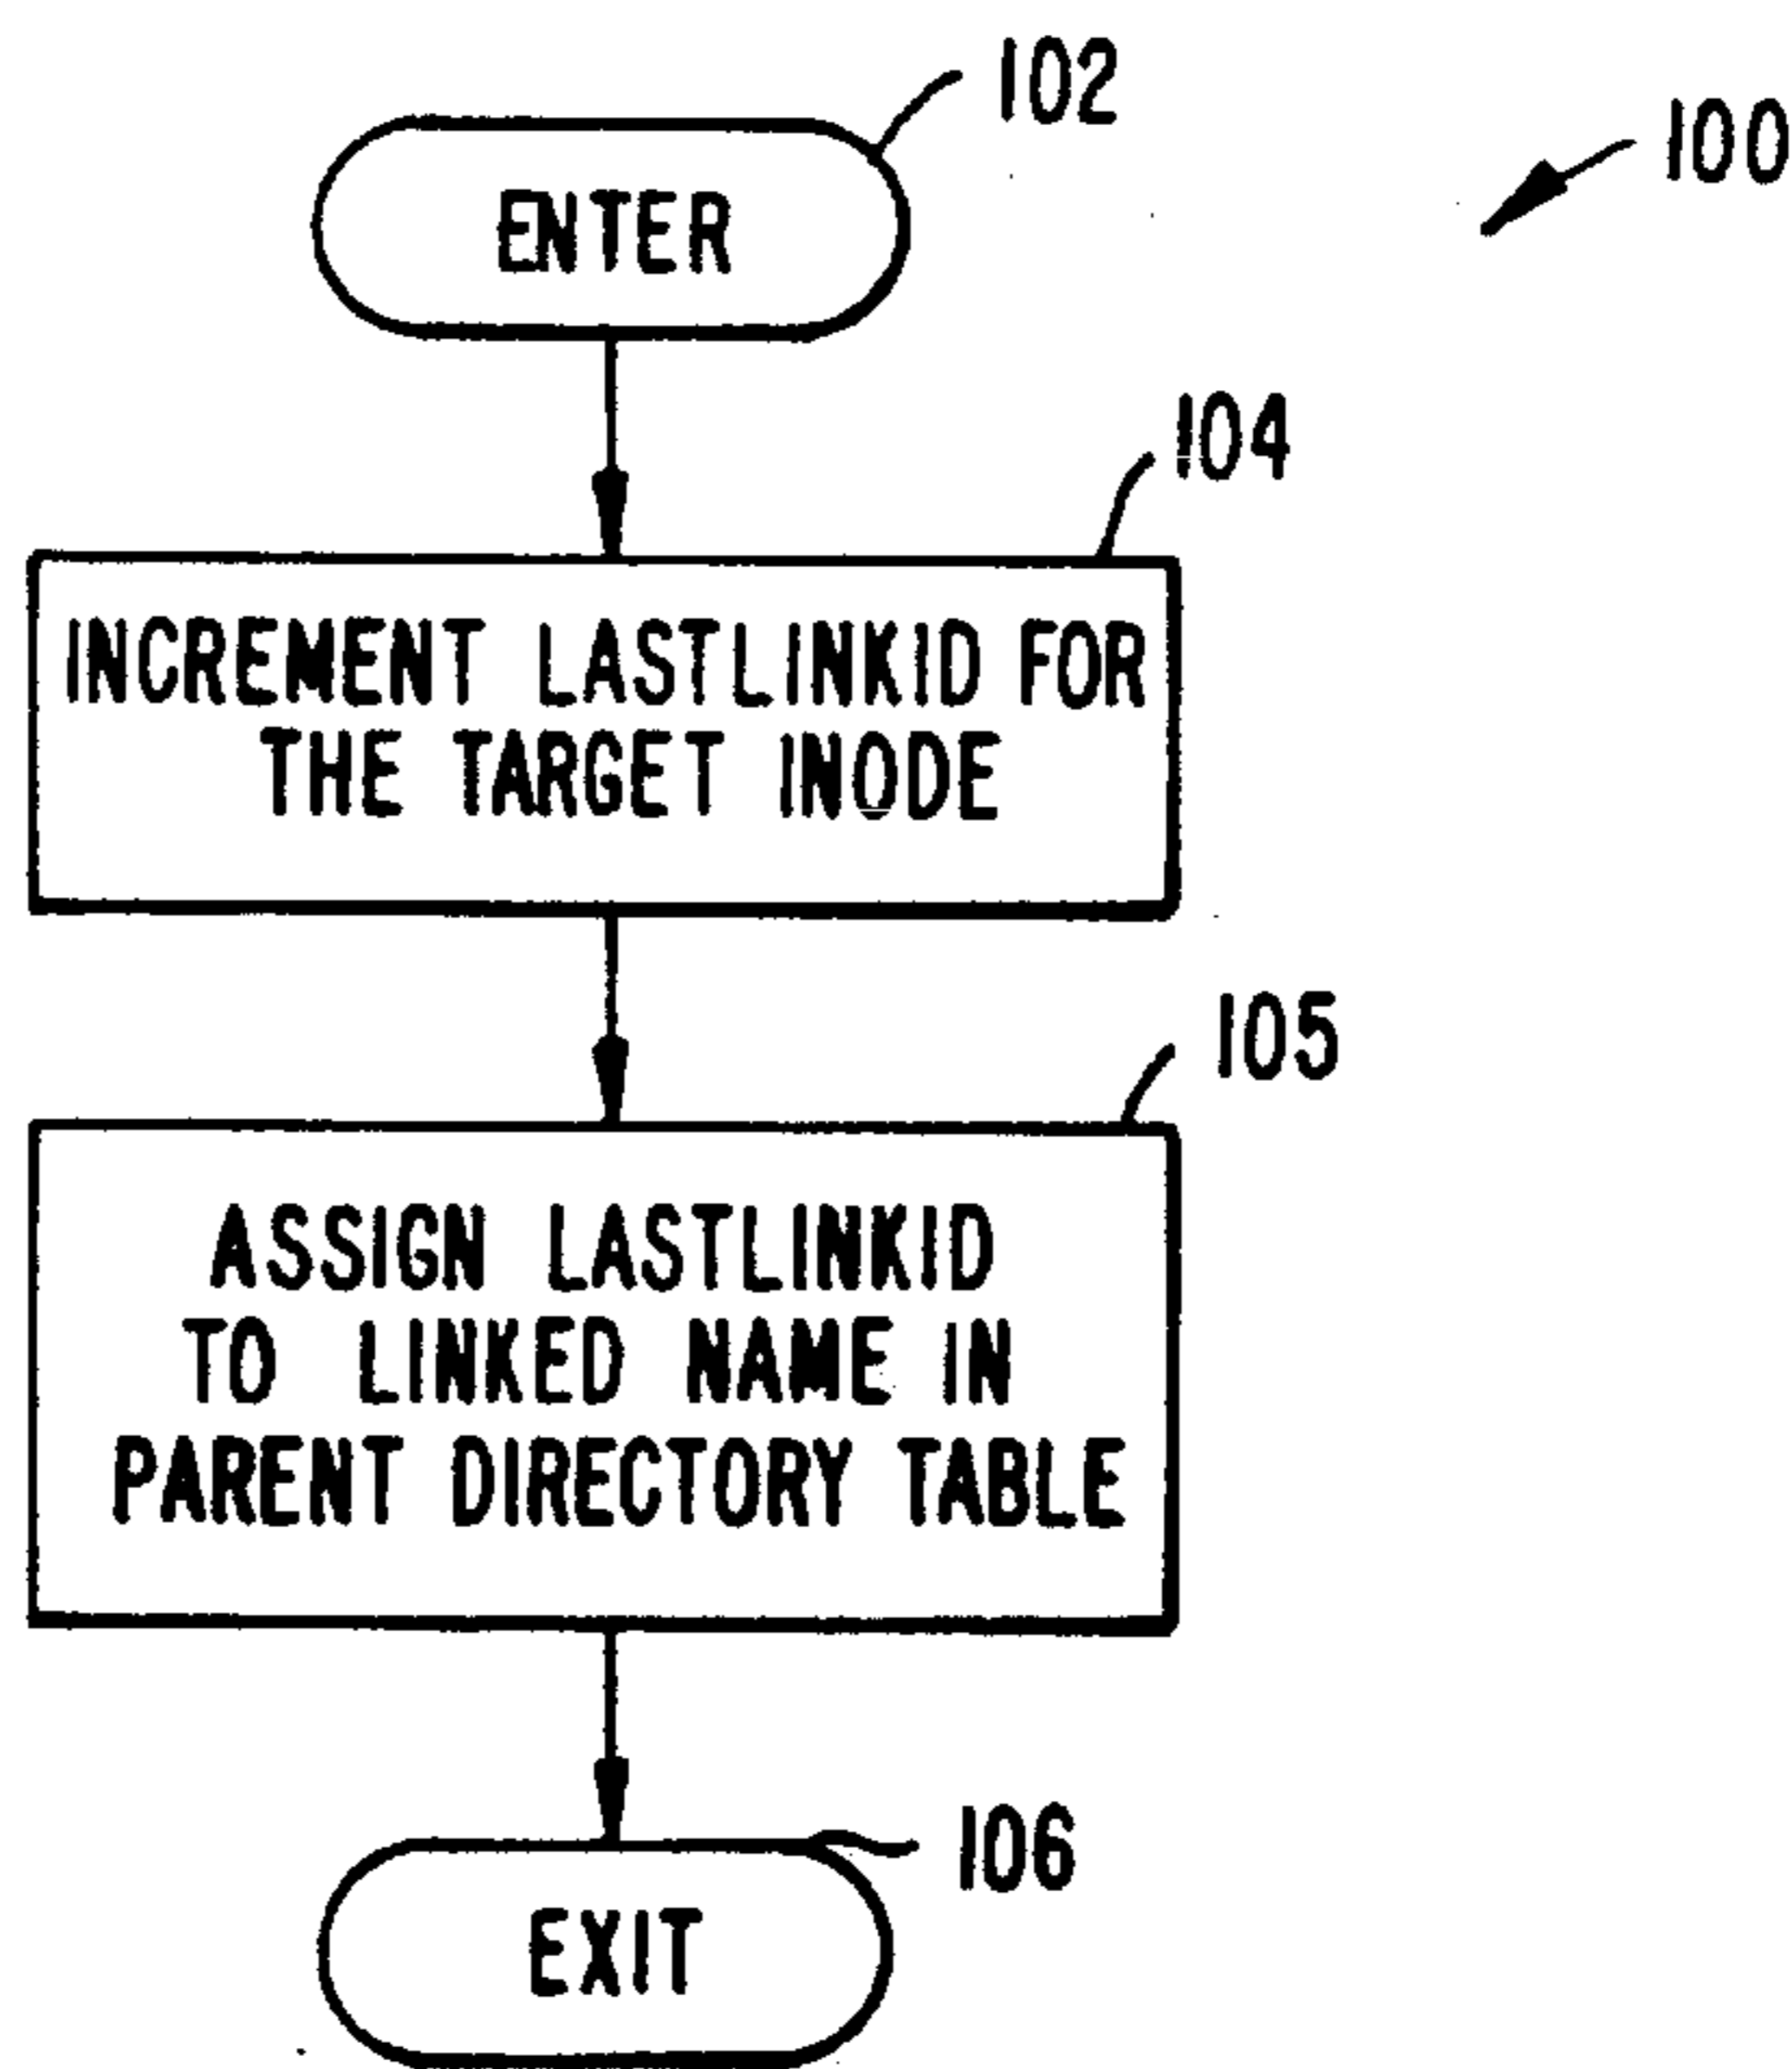 102
100
ENTER
104
INCREMENT LASTLINKID FOR
THE TARGET INODE
105
ASSIGN LASTLINKID
TO LINKED NAME IN
PARENT DIRECTORY TABLE
106
EXIT